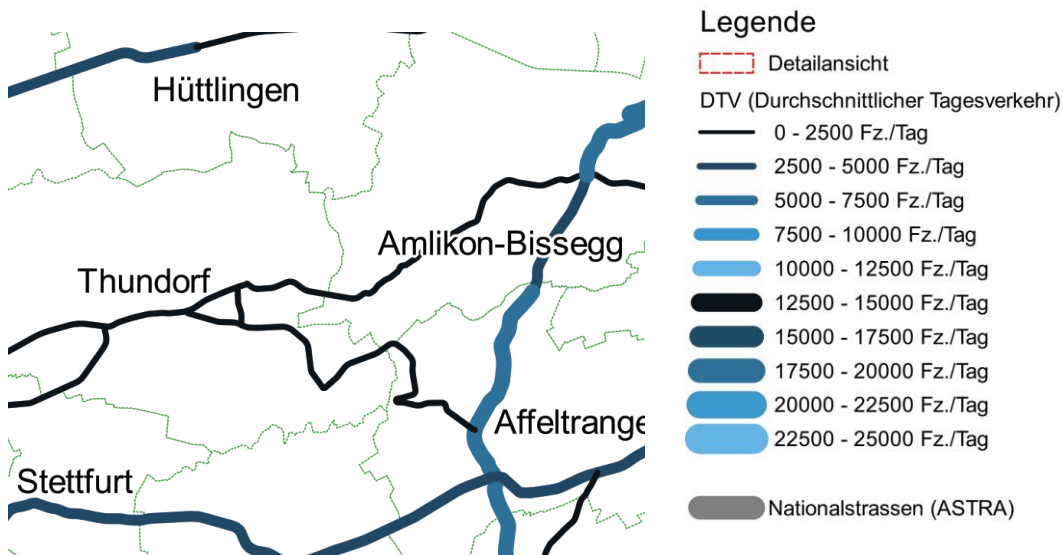 Hüttlingen
Amlikon-Bissegg
Thundorf
Affeltrange
Stettfurt
Legende
Detailansicht
DTV (Durchschnittlicher Tagesverkehr)
0 - 2500 Fz./Tag
2500 - 5000 Fz./Tag
5000 - 7500 Fz./Tag
7500 - 10000 Fz./Tag
10000 - 12500 Fz./Tag
12500 - 15000 Fz./Tag
15000 - 17500 Fz./Tag
17500 - 20000 Fz./Tag
20000 - 22500 Fz./Tag
22500 - 25000 Fz./Tag
Nationalstrassen (ASTRA)